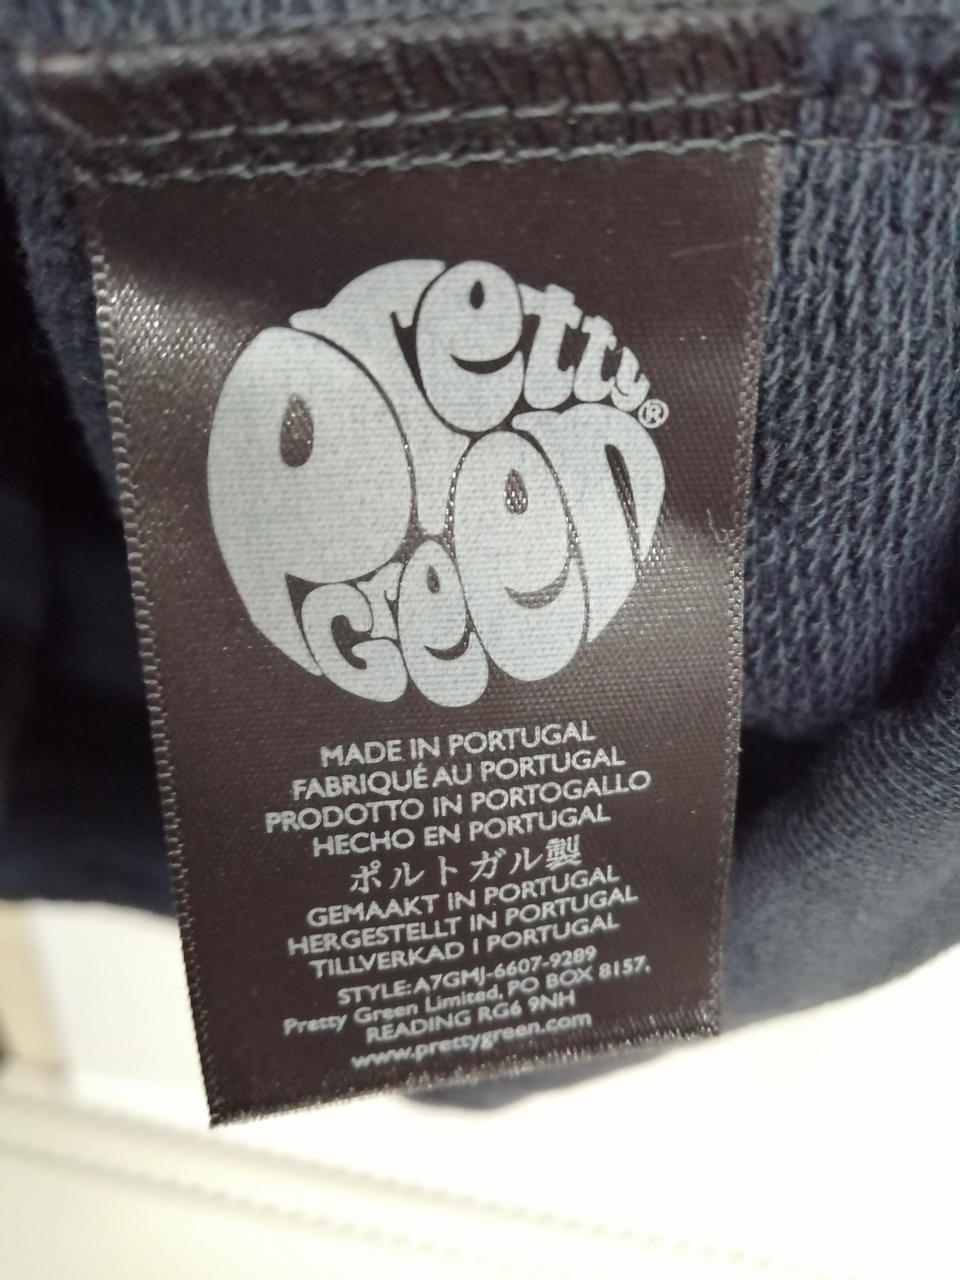 Pretty
Green®
MADE IN PORTUGAL
FABRIQUÉ AU PORTUGAL
PRODOTTO IN PORTOGALLO
HECHO EN PORTUGAL
ポルトガル製
GEMAAKT IN PORTUGAL
HERGESTELLT IN PORTUGAL
TILLVERKAD I PORTUGAL
STYLE:A7GMJ-6607-9289
Pretty Green Limited, PO BOX 8157,
READING RG6 9NH
www.prettygreen.com